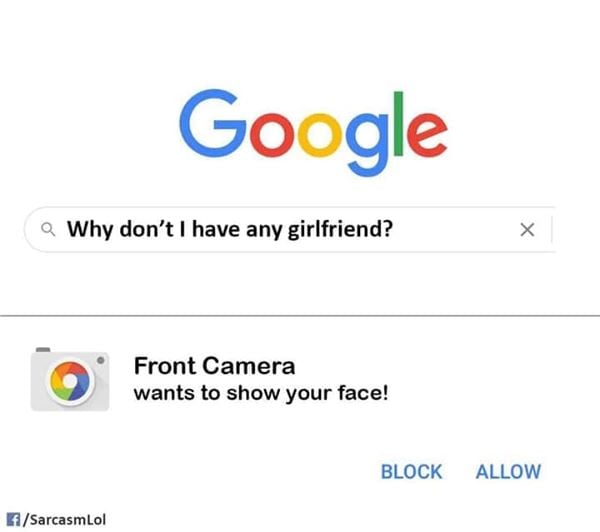 Google
Why don't I have any girlfriend?
Front Camera
wants to show your face!
BLOCK ALLOW
f/SarcasmLol